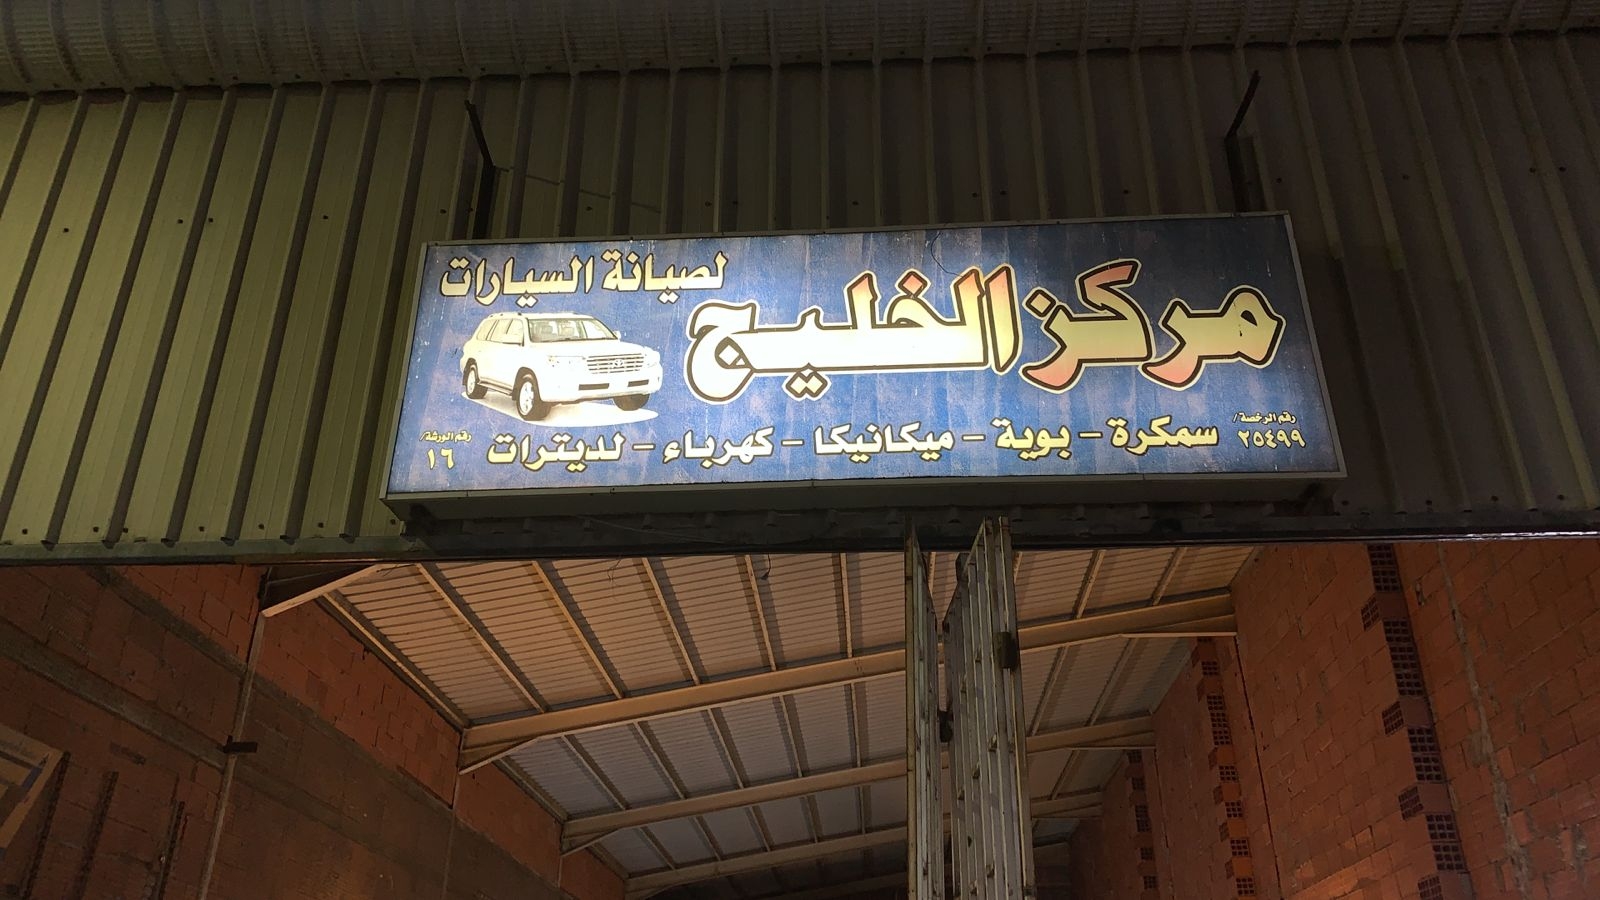 مركز الخليج
لصيانة السيارات
رقم الرخصة/
٢٥٤٩٩
سمكرة - بوية - ميكانيكا - كهرباء - لديترات
رقم الورشة/
١٦